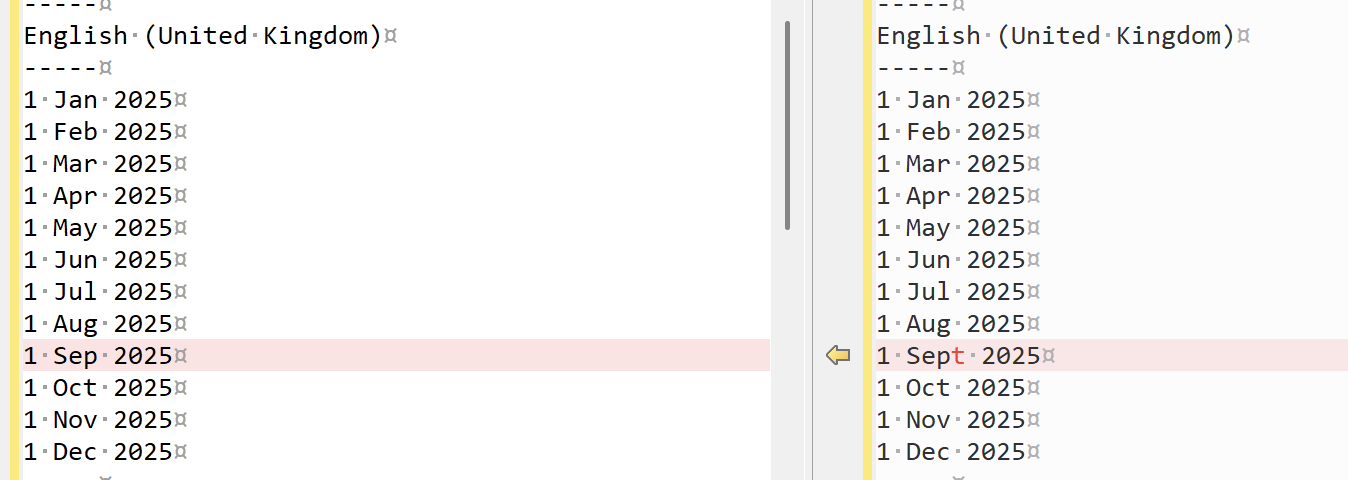 -----¤
English·(United·Kingdom)¤
-----¤
1·Jan·2025¤
1·Feb·2025¤
1·Mar·2025¤
1·Apr·2025¤
1·May·2025¤
1·Jun·2025¤
1·Jul·2025¤
1·Aug·2025¤
1·Sep·2025¤
1·Oct·2025¤
1·Nov·2025¤
1·Dec·2025¤
-----¤
English·(United·Kingdom)¤
-----¤
1·Jan·2025¤
1·Feb·2025¤
1·Mar·2025¤
1·Apr·2025¤
1·May·2025¤
1·Jun·2025¤
1·Jul·2025¤
1·Aug·2025¤
1·Sept·2025¤
1·Oct·2025¤
1·Nov·2025¤
1·Dec·2025¤